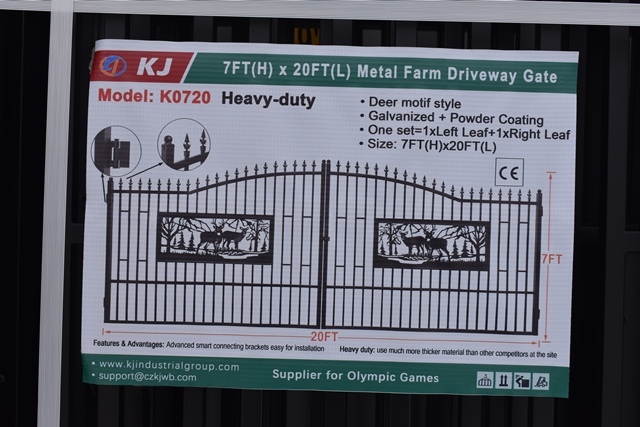 KJ
7FT(H) x 20FT(L) Metal Farm Driveway Gate
Model: K0720 Heavy-duty
• Deer motif style
• Galvanized + Powder Coating
• One set=1xLeft Leaf+1xRight Leaf
• Size: 7FT(H)x20FT(L)
CE
7FT
20FT
Features & Advantages: Advanced smart connecting brackets easy for installation
Heavy duty: use much more thicker material than other competitors at the site
• www.kjindustrialgroup.com
• support@czkjwb.com
Supplier for Olympic Games